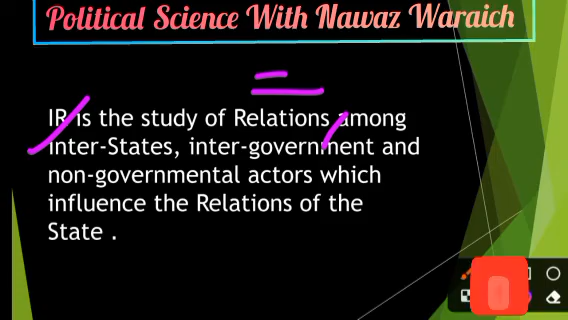 Political Science With Nawaz Waraich
IR is the study of Relations among
inter-States, inter-government and
non-governmental actors which
influence the Relations of the
State .